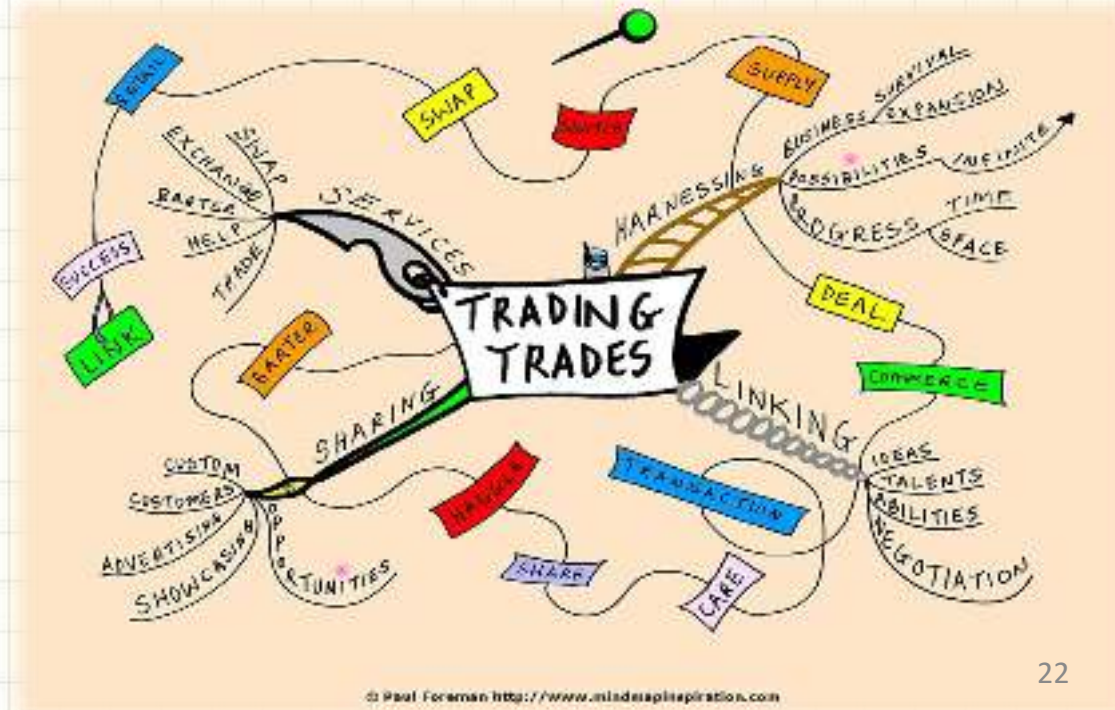 TRADING
TRADES
SERVICES
SWAP
EXCHANGE
BARTER
HELP
TRADE
HARNESSING
BUSINESS
SURVIVAL
EXPANSION
POSSIBILITIES
INFINITE
PROGRESS
TIME
SPACE
LINKING
IDEAS
TALENTS
ABILITIES
NEGOTIATION
SHARING
CUSTOM
CUSTOMERS
ADVERTISING
SHOWCASING
OPPORTUNITIES
LINK
SUCCESS
RETAIL
SWAP
SUPPLY
DEAL
COMMERCE
TRANSACTION
CARE
SHARE
HAGGLE
BARTER
© Paul Foreman http://www.mindmapinspiration.com
22